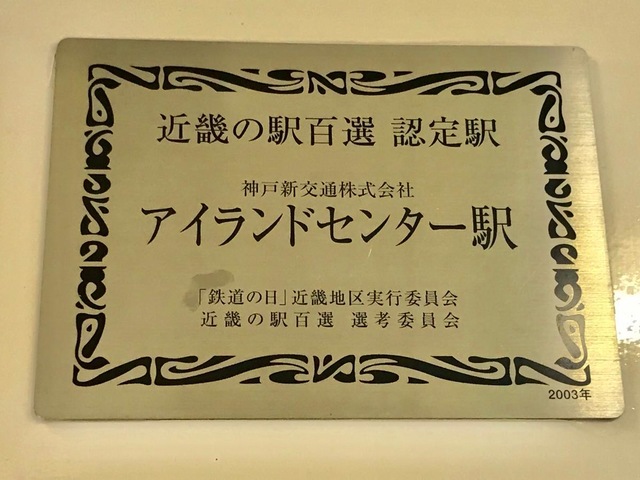 近畿の駅百選 認定駅
神戸新交通株式会社
アイランドセンター駅
「鉄道の日」近畿地区実行委員会
近畿の駅百選 選考委員会
2003年